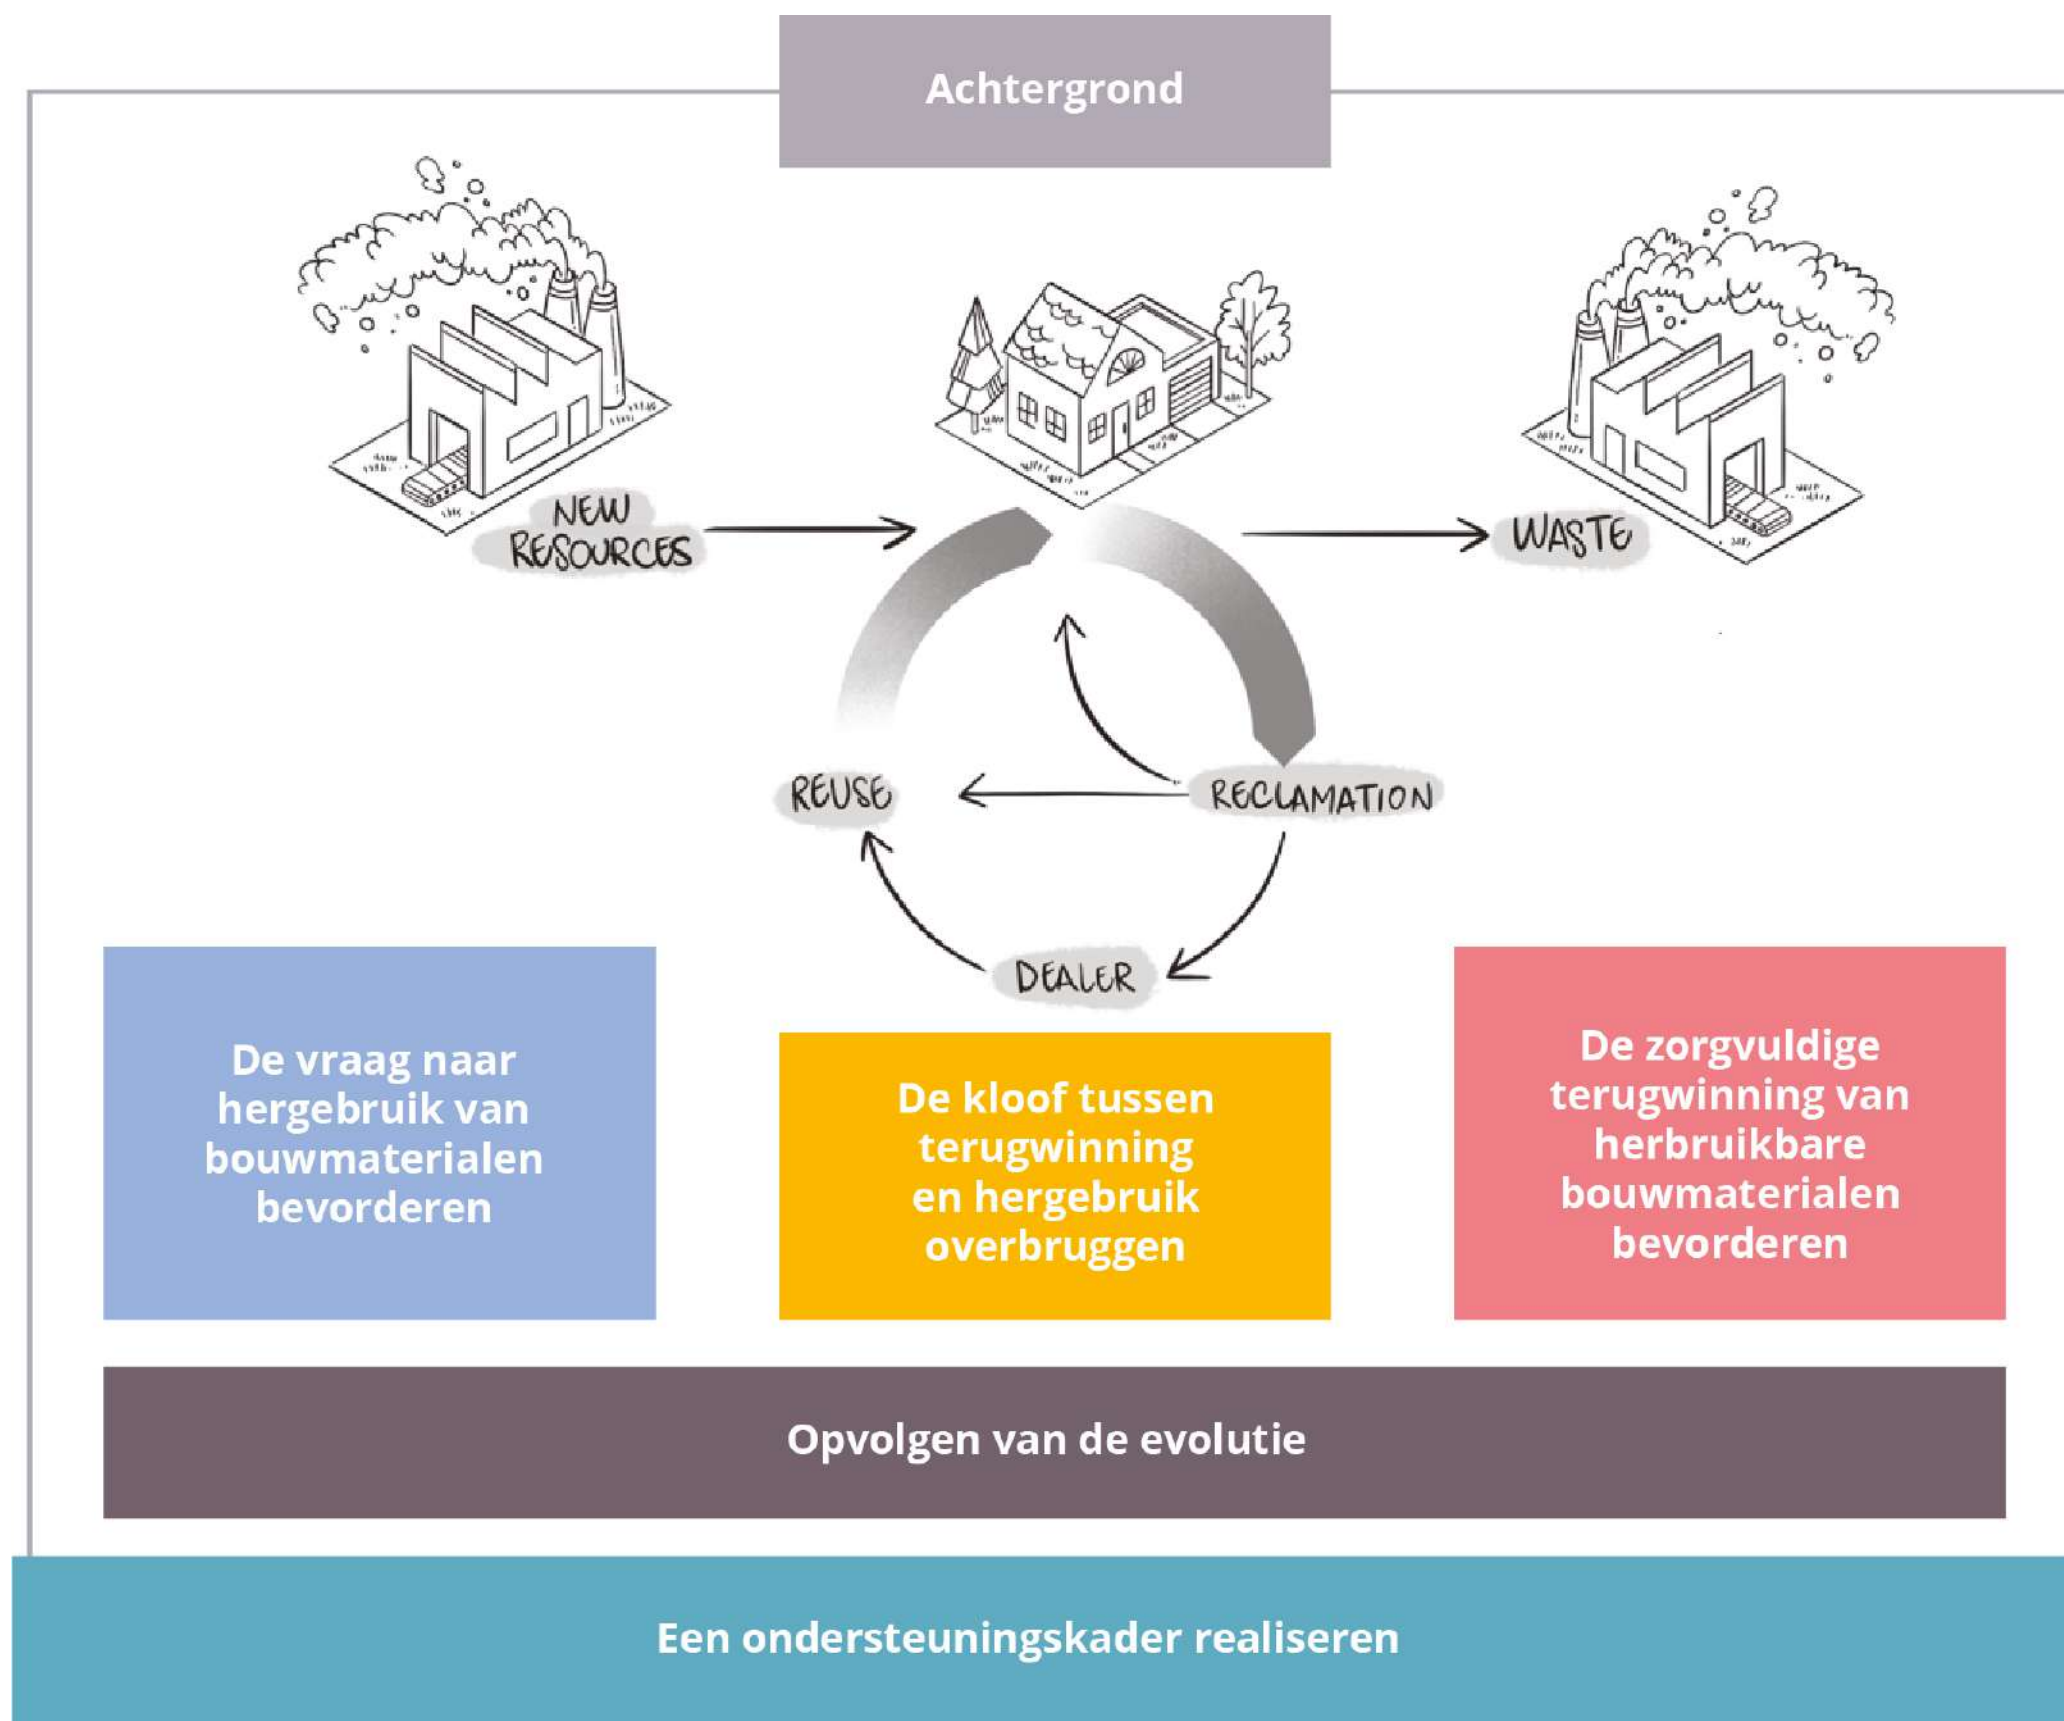 Achtergrond
NEW
RESOURCES
WASTE
REUSE
RECLAMATION
DEALER
De vraag naar
hergebruik van
bouwmaterialen
bevorderen
De kloof tussen
terugwinning
en hergebruik
overbruggen
De zorgvuldige
terugwinning van
herbruikbare
bouwmaterialen
bevorderen
Opvolgen van de evolutie
Een ondersteuningskader realiseren